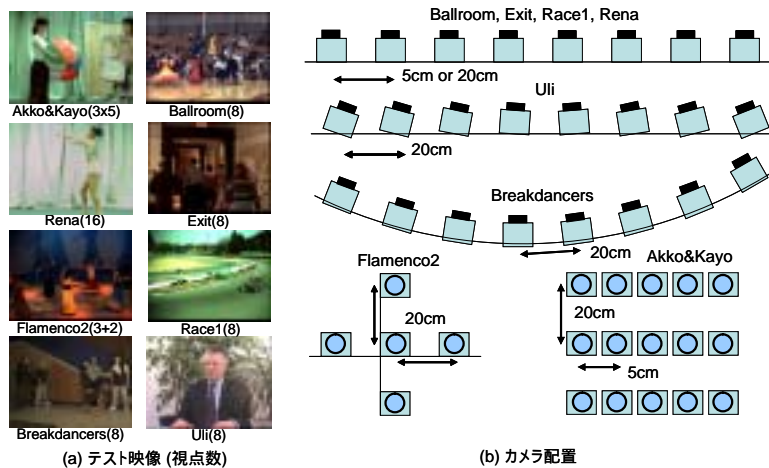 Akko&Kayo(3x5)
Ballroom(8)
Rena(16)
Exit(8)
Flamenco2(3+2)
Race1(8)
Breakdancers(8)
Uli(8)
(a) テスト映像 (視点数)
Ballroom, Exit, Race1, Rena
5cm or 20cm
Uli
20cm
Breakdancers
20cm
Flamenco2
20cm
Akko&Kayo
20cm
5cm
(b) カメラ配置